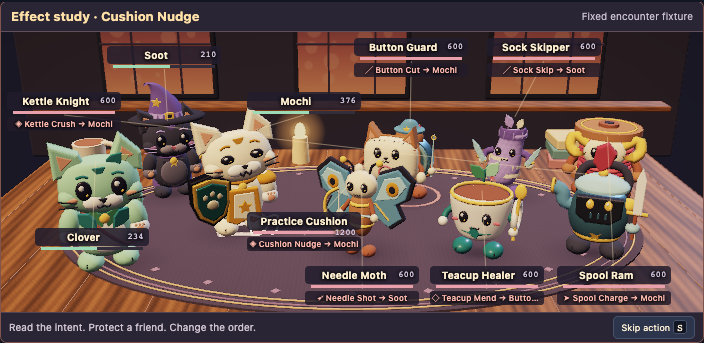 Effect study · Cushion Nudge
Fixed encounter fixture
Soot 210
Button Guard 600
Button Cut → Mochi
Sock Skipper 600
Sock Skip → Soot
Kettle Knight 600
Kettle Crush → Mochi
Mochi 376
Practice Cushion
1200
Cushion Nudge → Mochi
Clover 234
Needle Moth 600
Needle Shot → Soot
Teacup Healer 600
Teacup Mend → Butto...
Spool Ram 600
Spool Charge → Mochi
Read the intent. Protect a friend. Change the order.
Skip action S